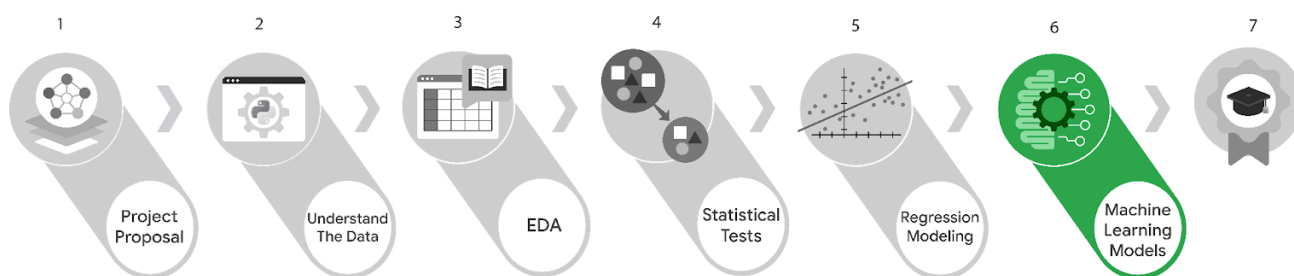 1
2
3
4
5
6
7
Project
Proposal
Understand
The Data
EDA
Statistical
Tests
Regression
Modeling
Machine
Learning
Models